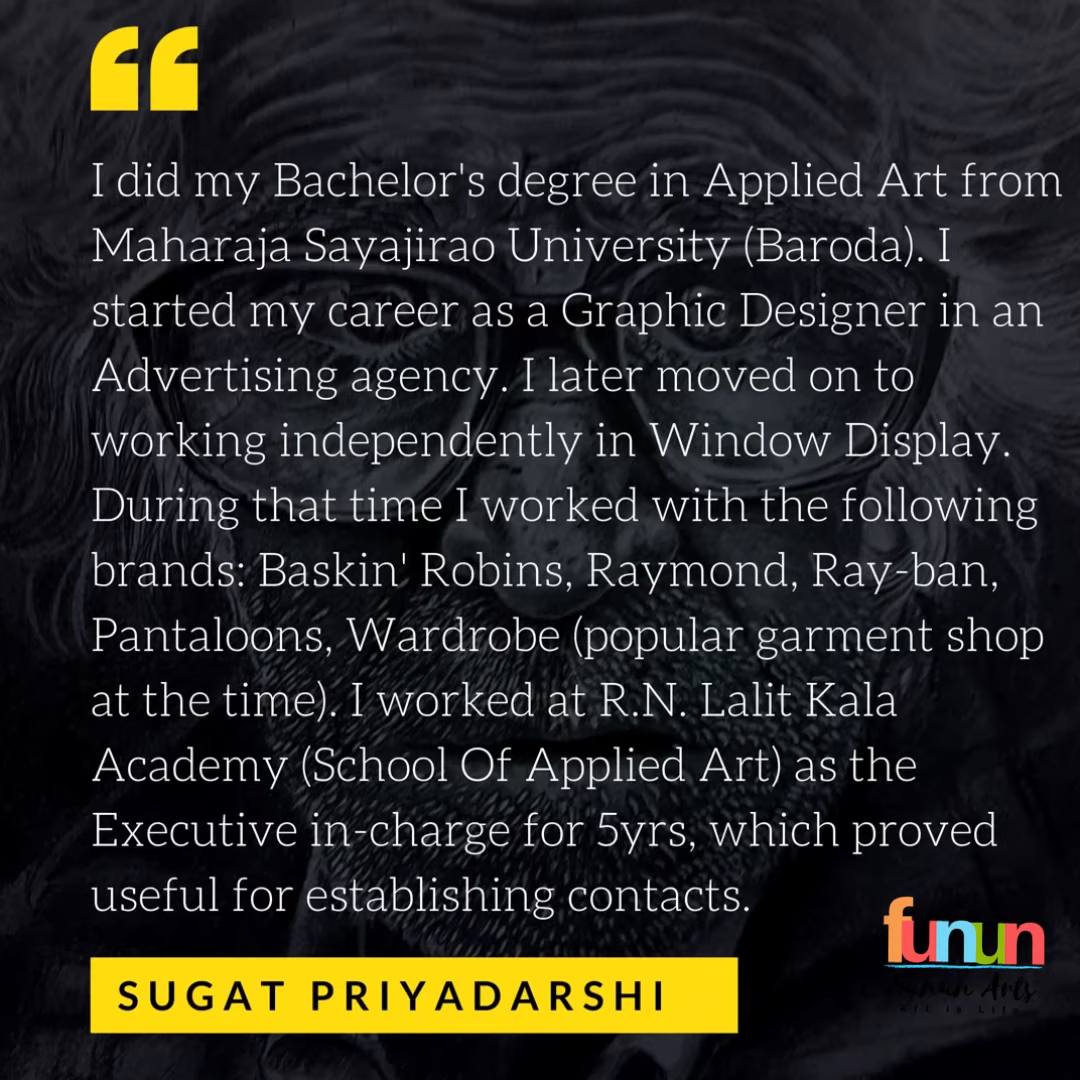 I did my Bachelor's degree in Applied Art from
Maharaja Sayajirao University (Baroda). I
started my career as a Graphic Designer in an
Advertising agency. I later moved on to
working independently in Window Display.
During that time I worked with the following
brands: Baskin' Robins, Raymond, Ray-ban,
Pantaloons, Wardrobe (popular garment shop
at the time). I worked at R.N. Lalit Kala
Academy (School Of Applied Art) as the
Executive in-charge for 5yrs, which proved
useful for establishing contacts.
SUGAT PRIYADARSHI
funun
Arts